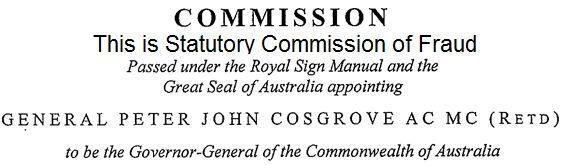 COMMISSION
This is Statutory Commission of Fraud
Passed under the Royal Sign Manual and the
Great Seal of Australia appointing
GENERAL PETER JOHN COSGROVE AC MC (RETD)
to be the Governor-General of the Commonwealth of Australia